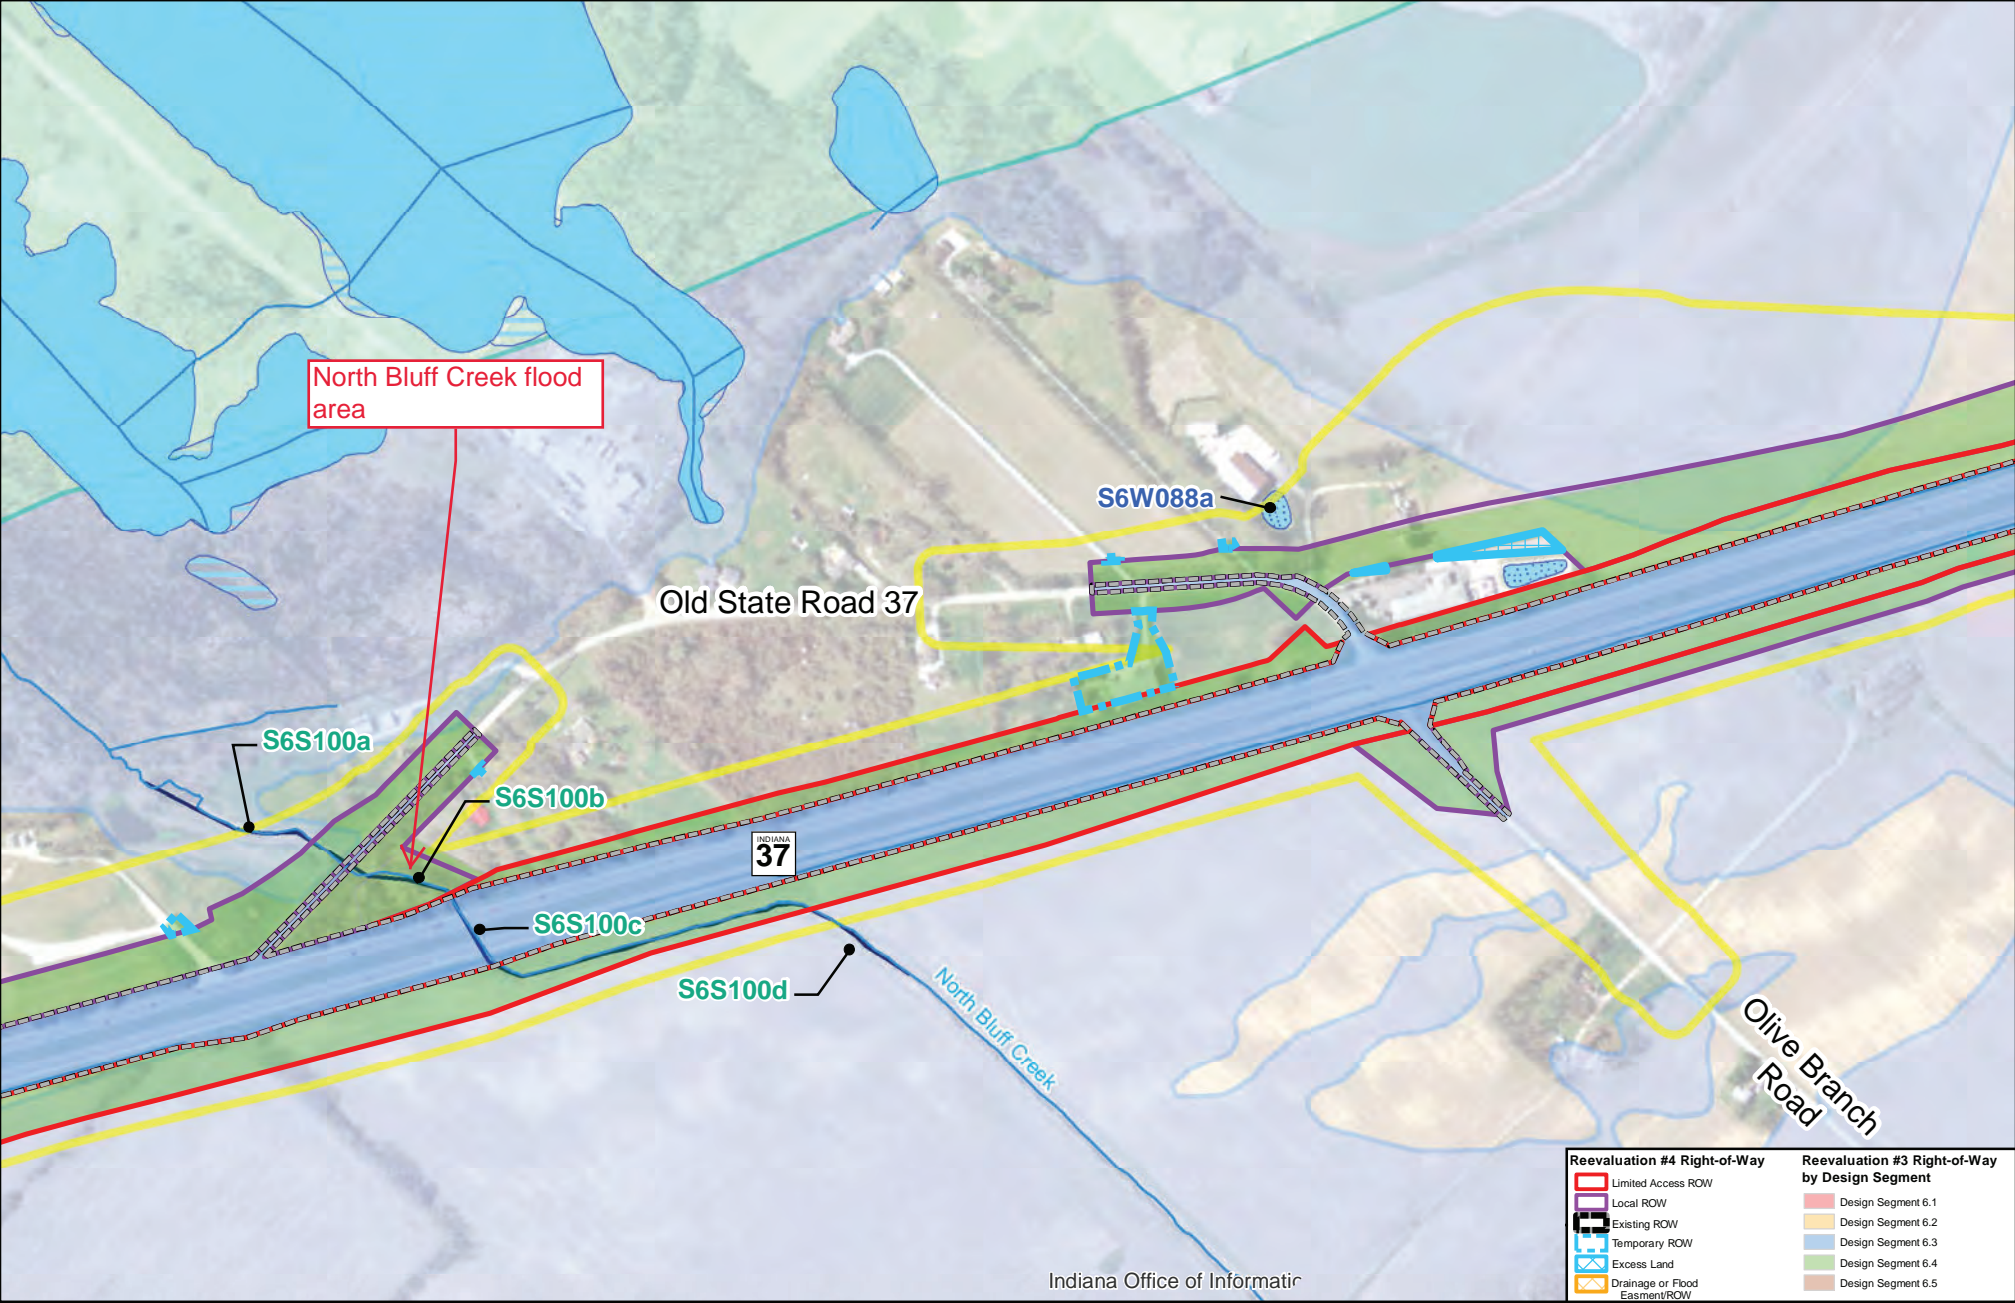 North Bluff Creek flood
area
S6W088a
Old State Road 37
S6S100a
S6S100b
INDIANA
37
S6S100c
S6S100d
North Bluff Creek
Olive Branch
Road
Indiana Office of Informatic
Reevaluation #4 Right-of-Way
Limited Access ROW
Local ROW
Existing ROW
Temporary ROW
Excess Land
Drainage or Flood
Easment/ROW
Reevaluation #3 Right-of-Way
by Design Segment
Design Segment 6.1
Design Segment 6.2
Design Segment 6.3
Design Segment 6.4
Design Segment 6.5